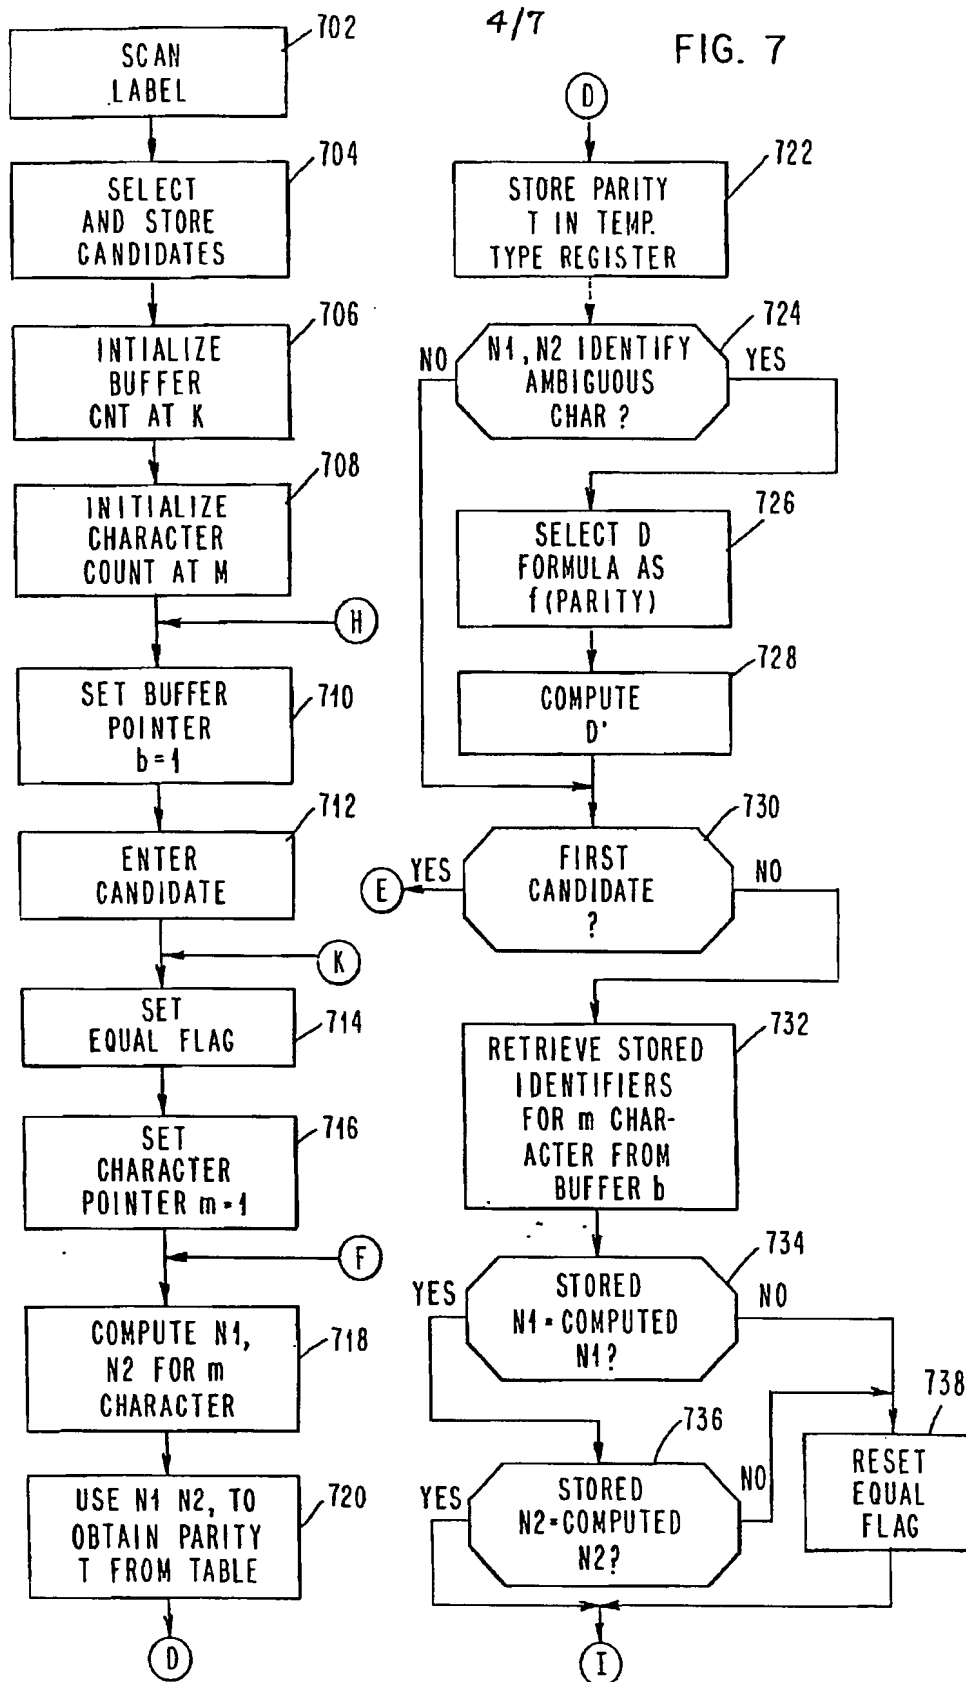 4/7
FIG. 7
702
SCAN
LABEL
704
SELECT
AND STORE
CANDIDATES
706
INTIALIZE
BUFFER
CNT AT K
708
INITIALIZE
CHARACTER
COUNT AT M
H
SET BUFFER
POINTER
b=1
710
712
ENTER
CANDIDATE
K
SET
EQUAL FLAG
714
SET
CHARACTER
POINTER m=1
716
F
COMPUTE N1,
N2 FOR m
CHARACTER
718
USE N1 N2, TO
OBTAIN PARITY
T FROM TABLE
720
D
D
722
STORE PARITY
T IN TEMP.
TYPE REGISTER
724
NO
N1, N2 IDENTIFY
AMBIGUOUS
CHAR ?
YES
726
SELECT D
FORMULA AS
f(PARITY)
728
COMPUTE
D'
730
E
YES
FIRST
CANDIDATE
?
NO
732
RETRIEVE STORED
IDENTIFIERS
FOR m CHAR-
ACTER FROM
BUFFER b
734
YES
STORED
N1=COMPUTED
N1?
NO
736
YES
STORED
N2=COMPUTED
N2?
NO
738
RESET
EQUAL
FLAG
I